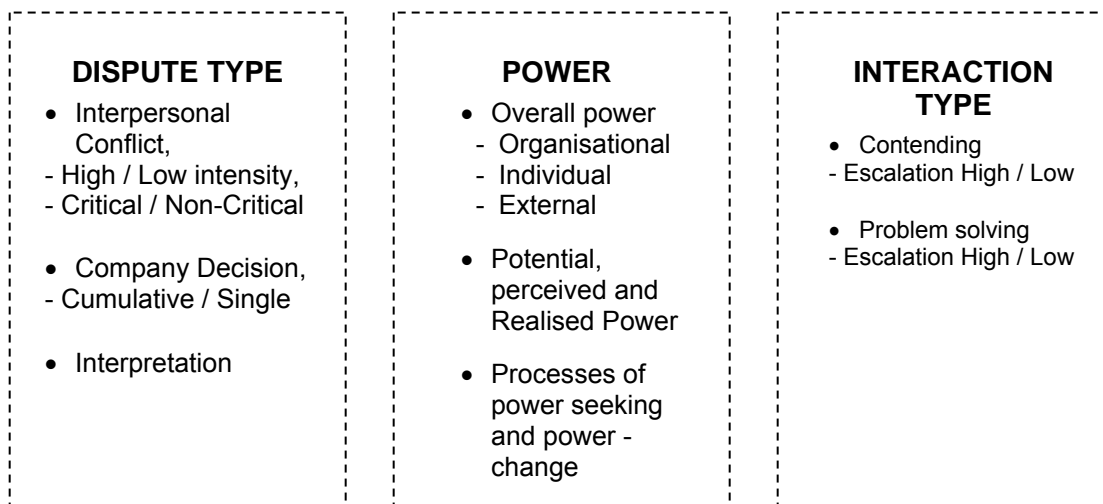 DISPUTE TYPE
• Interpersonal
Conflict,
- High / Low intensity,
- Critical / Non-Critical
• Company Decision,
- Cumulative / Single
• Interpretation
POWER
• Overall power
- Organisational
- Individual
- External
• Potential,
perceived and
Realised Power
• Processes of
power seeking
and power -
change
INTERACTION
TYPE
• Contending
- Escalation High / Low
• Problem solving
- Escalation High / Low